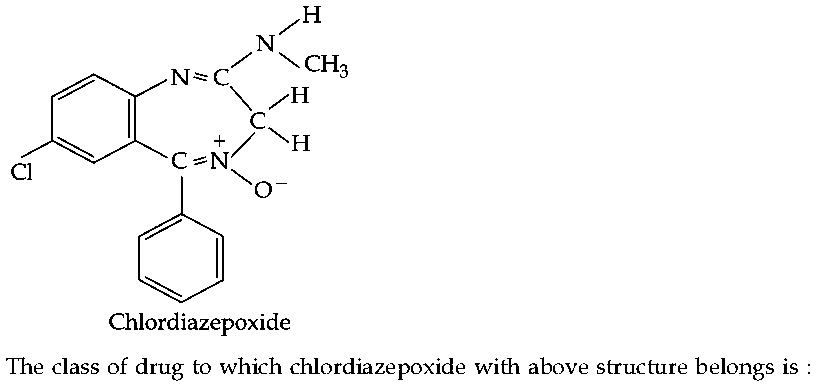 H
N
CH3
N=C
H
C
H
+
C=N
O−
Cl
Chlordiazepoxide
The class of drug to which chlordiazepoxide with above structure belongs is :